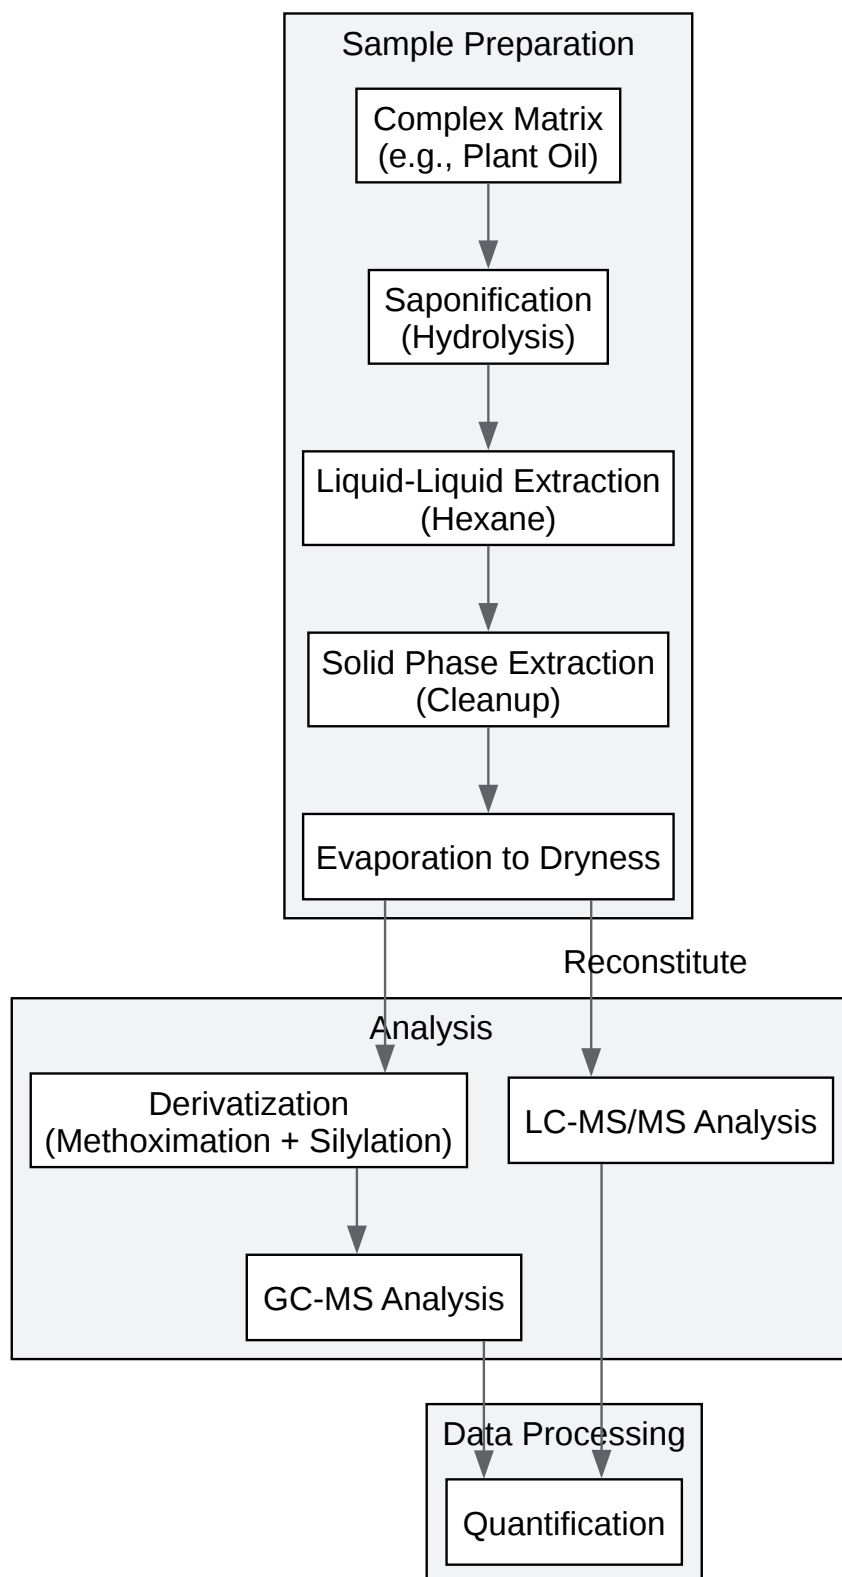 Sample Preparation
Complex Matrix
(e.g., Plant Oil)
Saponification
(Hydrolysis)
Liquid-Liquid Extraction
(Hexane)
Solid Phase Extraction
(Cleanup)
Evaporation to Dryness
Reconstitute
Analysis
Derivatization
(Methoximation + Silylation)
LC-MS/MS Analysis
GC-MS Analysis
Data Processing
Quantification